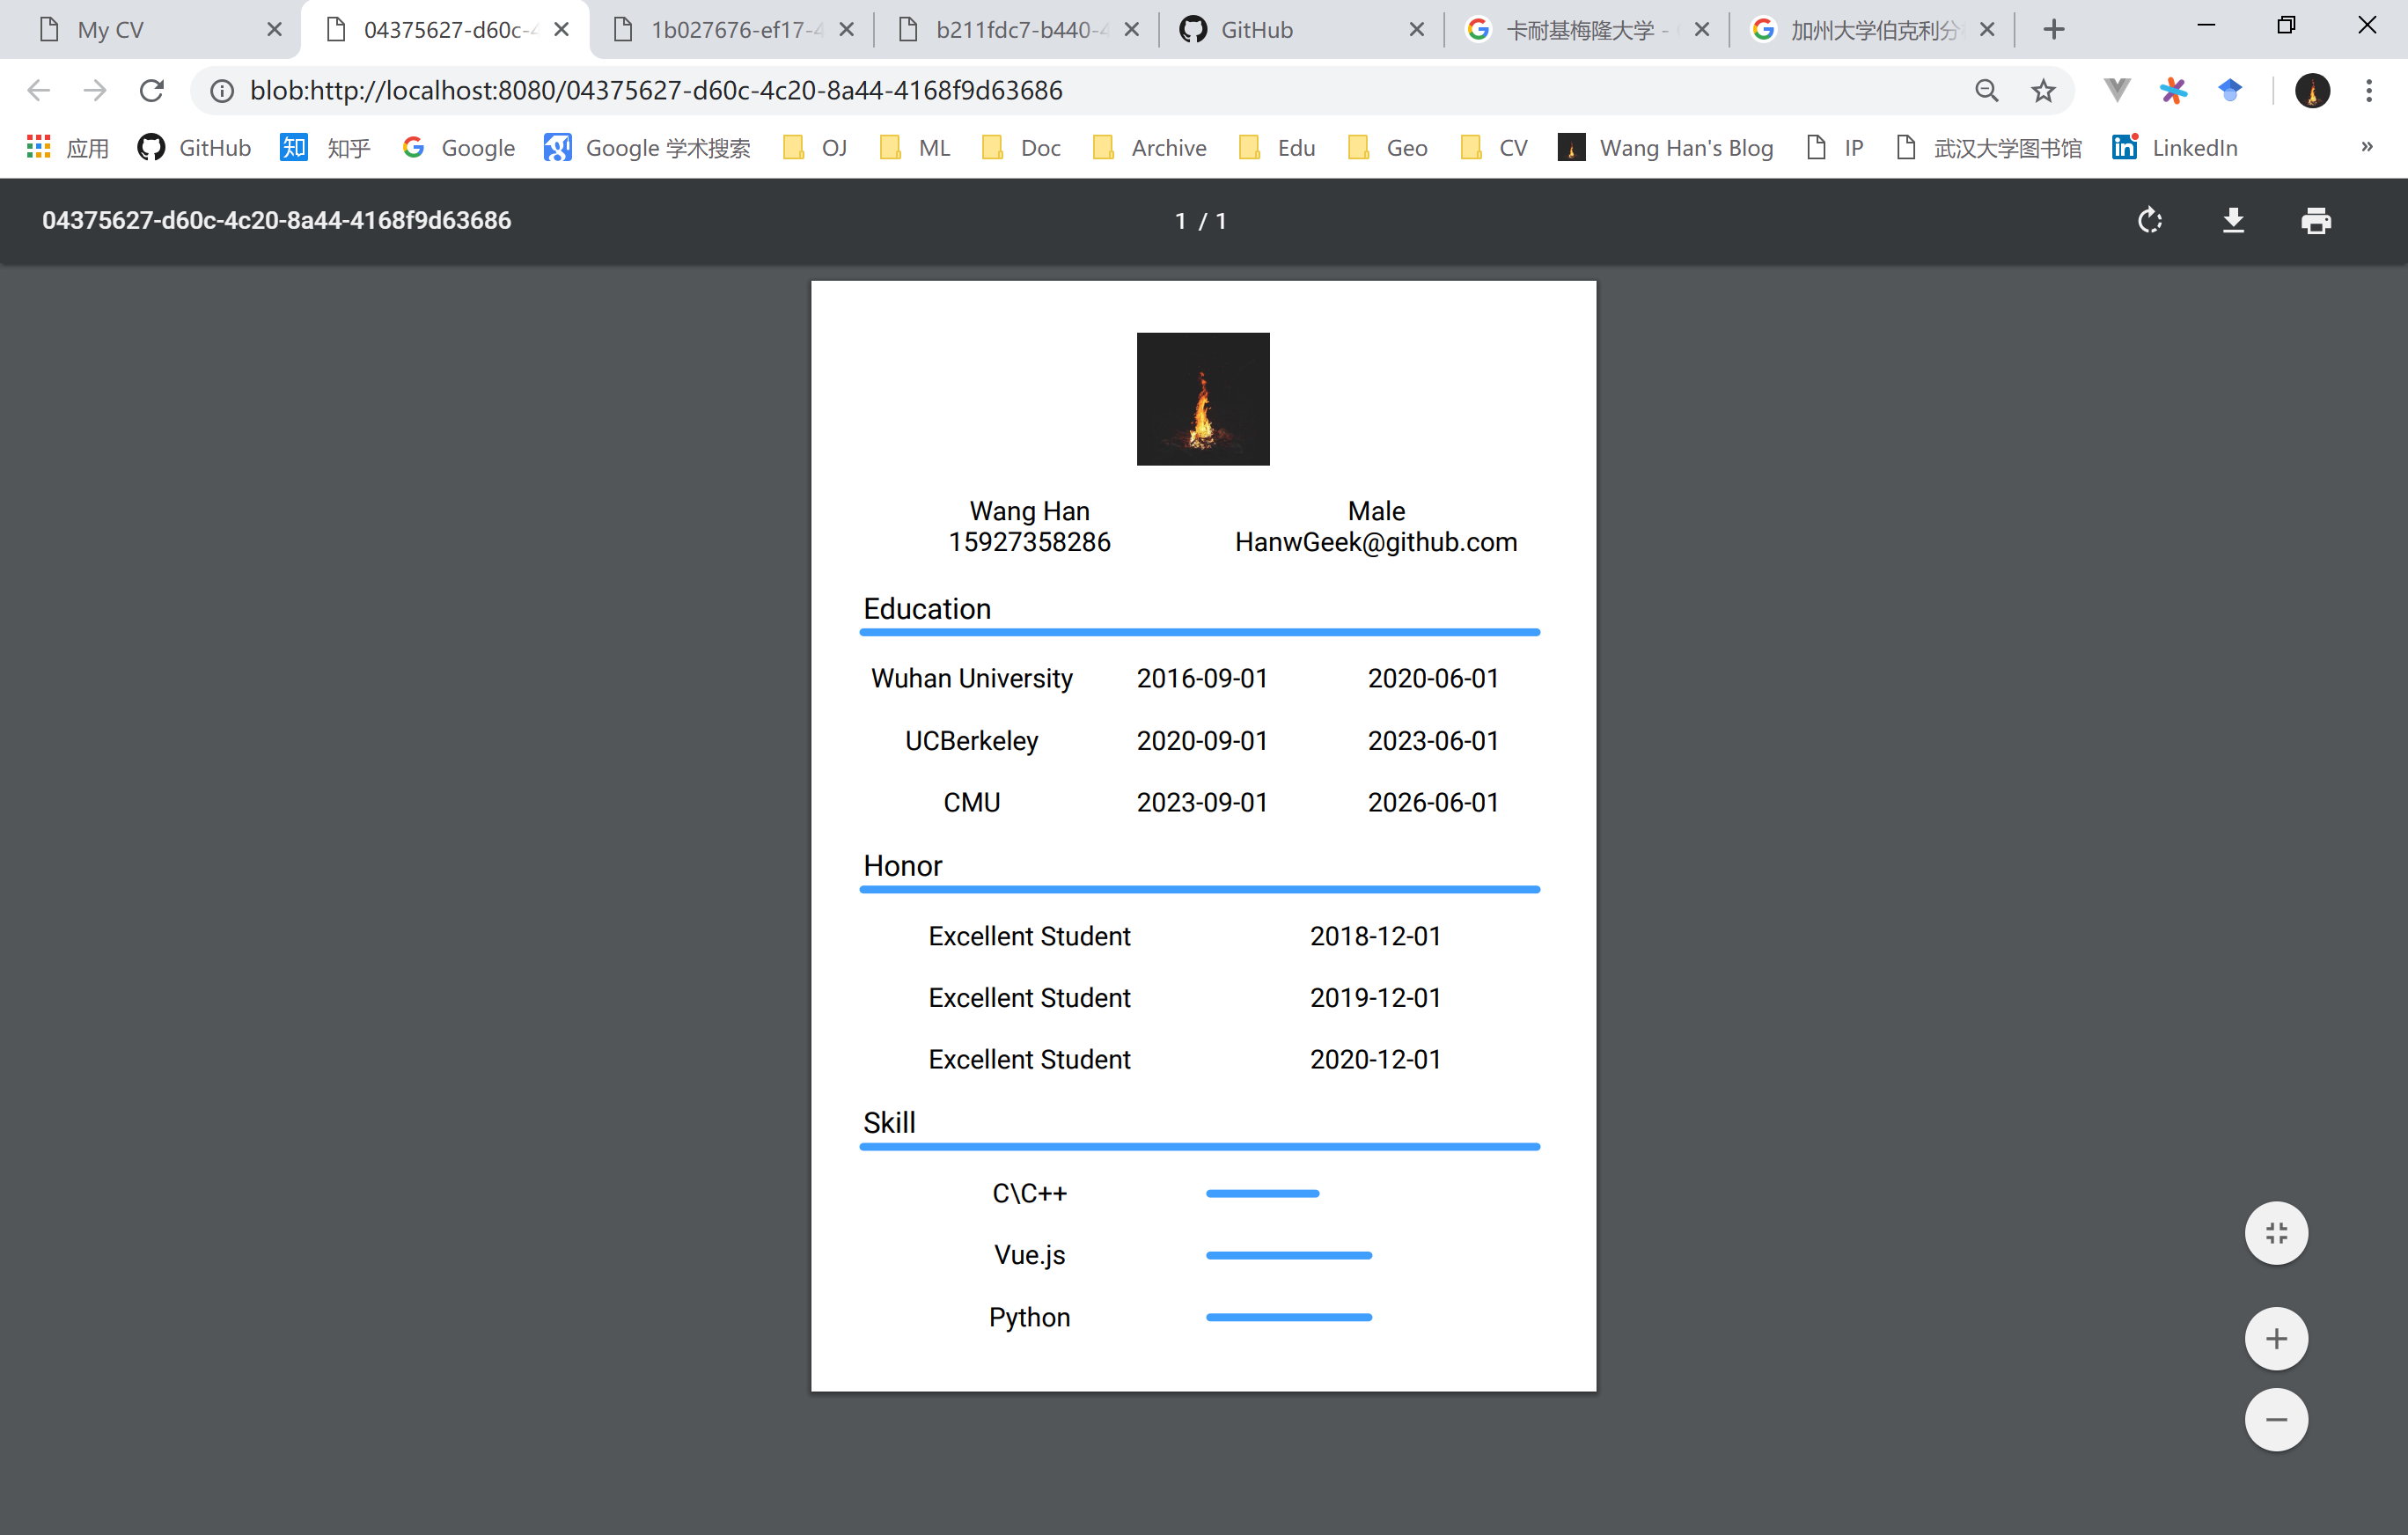 My CV 04375627-d60c-4 1b027676-ef17-4 b211fdc7-b440-4 GitHub 卡耐基梅隆大学 - 加州大学伯克利分
blob:http://localhost:8080/04375627-d60c-4c20-8a44-4168f9d63686
应用 GitHub 知 知乎 Google Google 学术搜索 OJ ML Doc Archive Edu Geo CV Wang Han's Blog IP 武汉大学图书馆 in LinkedIn »
04375627-d60c-4c20-8a44-4168f9d63686 1 / 1
Wang Han Male
15927358286 HanwGeek@github.com
Education
Wuhan University 2016-09-01 2020-06-01
UCBerkeley 2020-09-01 2023-06-01
CMU 2023-09-01 2026-06-01
Honor
Excellent Student 2018-12-01
Excellent Student 2019-12-01
Excellent Student 2020-12-01
Skill
C\C++
Vue.js
Python